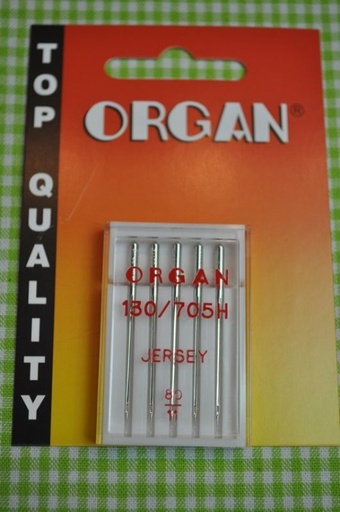 TOP QUALITY
ORGAN®
ORGAN
130/705H
JERSEY
80
11